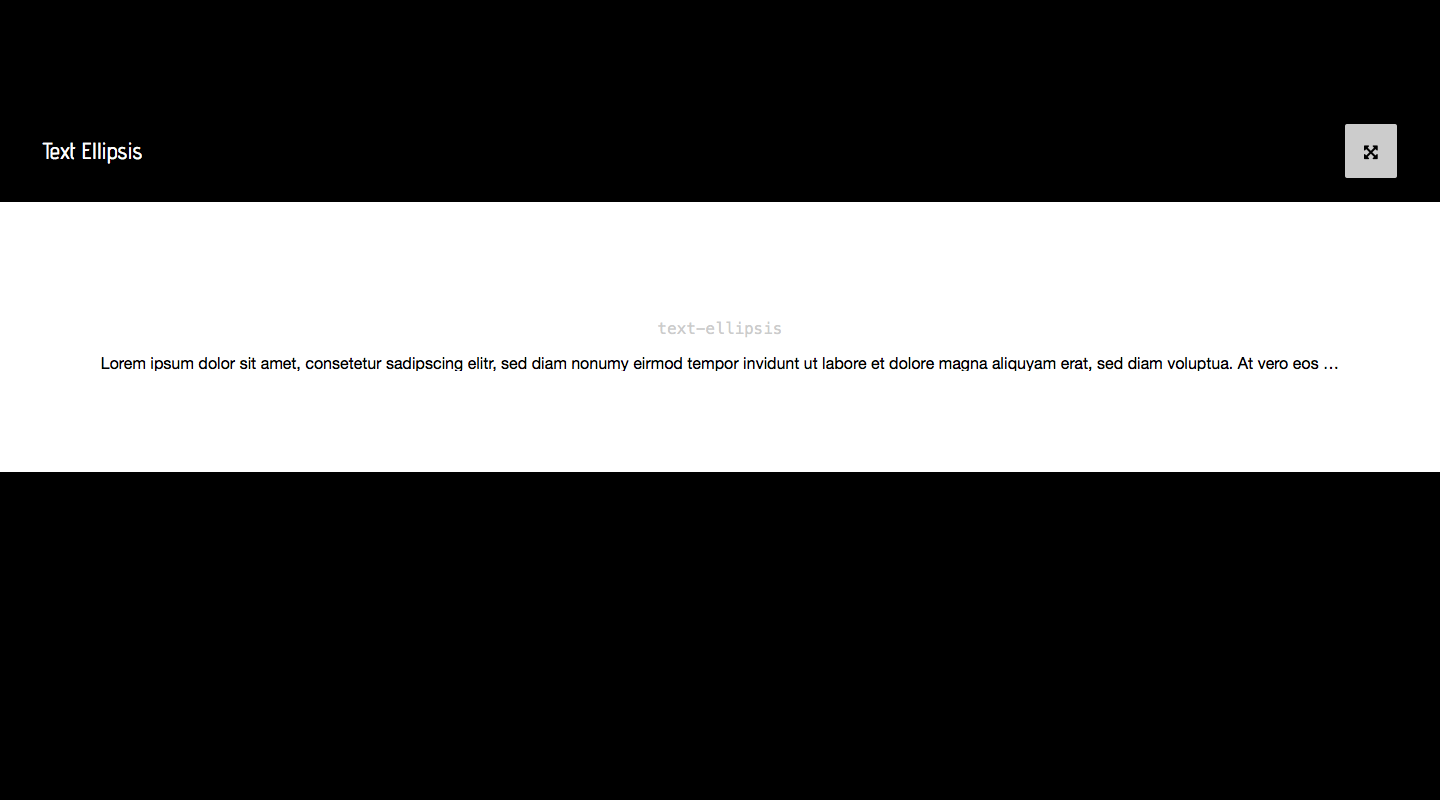 Text Ellipsis
text-ellipsis
Lorem ipsum dolor sit amet, consetetur sadipscing elitr, sed diam nonumy eirmod tempor invidunt ut labore et dolore magna aliquyam erat, sed diam voluptua. At vero eos …